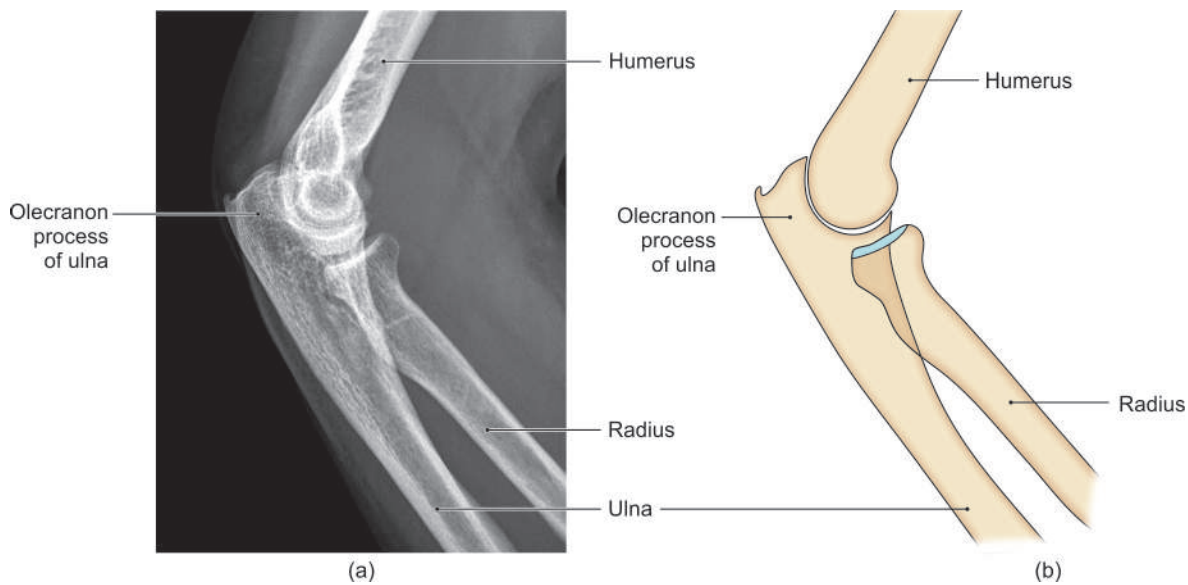 Humerus
Olecranon
process
of ulna
Radius
Ulna
(a)
Humerus
Olecranon
process
of ulna
Radius
(b)